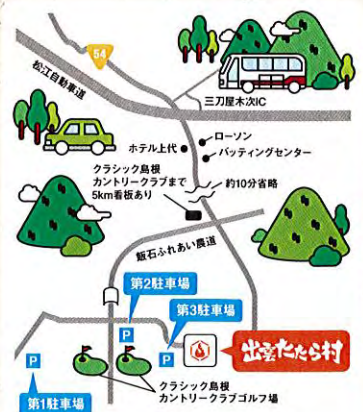 54
松江自動車道
三刀屋木次IC
ホテル上代
ローソン
バッティングセンター
クラシック島根
カントリークラブまで
5km看板あり
約10分省略
飯石ふれあい農道
第2駐車場
第3駐車場
P
P
P
出雲たたら村
第1駐車場
クラシック島根
カントリークラブゴルフ場